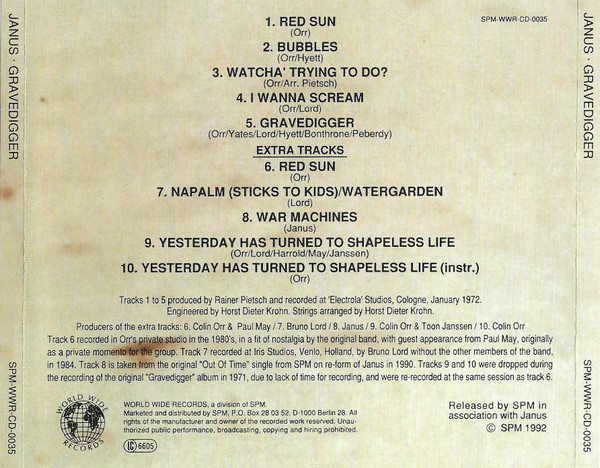 JANUS · GRAVEDIGGER
SPM-WWR-CD-0035
SPM-WWR-CD-0035
1. RED SUN
(Orr)
2. BUBBLES
(Orr/Hyett)
3. WATCHA' TRYING TO DO?
(Orr/Arr. Pietsch)
4. I WANNA SCREAM
(Orr/Lord)
5. GRAVEDIGGER
(Orr/Yates/Lord/Hyett/Bonthrone/Peberdy)
EXTRA TRACKS
6. RED SUN
(Orr)
7. NAPALM (STICKS TO KIDS)/WATERGARDEN
(Lord)
8. WAR MACHINES
(Janus)
9. YESTERDAY HAS TURNED TO SHAPELESS LIFE
(Orr/Lord/Harrold/May/Janssen)
10. YESTERDAY HAS TURNED TO SHAPELESS LIFE (instr.)
(Orr)
Tracks 1 to 5 produced by Rainer Pietsch and recorded at 'Electrola' Studios, Cologne, January 1972.
Engineered by Horst Dieter Krohn. Strings arranged by Horst Dieter Krohn.
Producers of the extra tracks: 6. Colin Orr & Paul May / 7. Bruno Lord / 8. Janus / 9. Colin Orr & Toon Janssen / 10. Colin Orr
Track 6 recorded in Orr's private studio in the 1980's, in a fit of nostalgia by the original band, with guest appearance from Paul May, originally
as a private momento for the group. Track 7 recorded at Iris Studios, Venlo, Holland, by Bruno Lord without the other members of the band,
in 1984. Track 8 is taken from the original "Out Of Time" single from SPM on re-form of Janus in 1990. Tracks 9 and 10 were dropped during
the recording of the original "Gravedigger" album in 1971, due to lack of time for recording, and were re-recorded at the same session as track 6.
WORLD WIDE
RECORDS
WORLD WIDE RECORDS, a division of SPM.
Marketed and distributed by SPM, P.O. Box 28 03 52, D-1000 Berlin 28. All
rights of the manufacturer and owner of the recorded work reserved. Unau-
thorized public performance, broadcasting, copying and hiring prohibited.
LC 6605
Released by SPM in
association with Janus
© SPM 1992
JANUS · GRAVEDIGGER
SPM-WWR-CD-0035